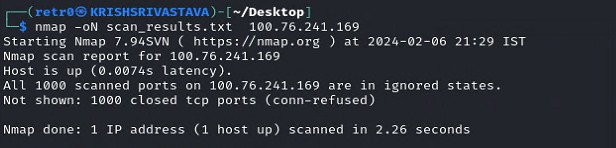 ┌──(retr0㉿KRISHSRIVASTAVA)-[~/Desktop]
└─$ nmap -oN scan_results.txt  100.76.241.169
Starting Nmap 7.94SVN ( https://nmap.org ) at 2024-02-06 21:29 IST
Nmap scan report for 100.76.241.169
Host is up (0.0074s latency).
All 1000 scanned ports on 100.76.241.169 are in ignored states.
Not shown: 1000 closed tcp ports (conn-refused)
Nmap done: 1 IP address (1 host up) scanned in 2.26 seconds